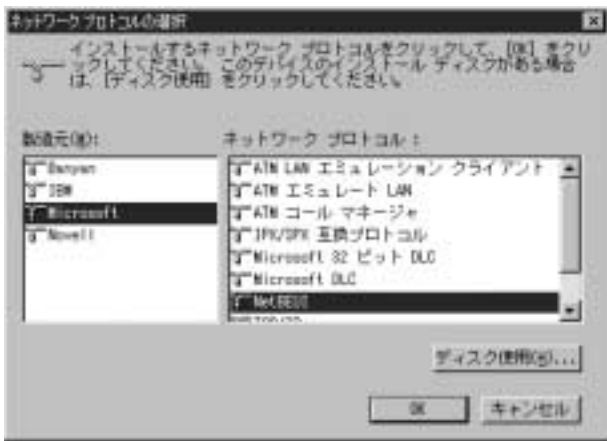 ネットワーク プロトコルの選択
インストールするネットワーク プロトコルをクリックして、[OK] をクリ
ックしてください。このデバイスのインストール ディスクがある場合
は、[ディスク使用] をクリックしてください。
製造元(M):
ネットワーク プロトコル :
Banyan
IBM
Microsoft
Novell
ATM LAN エミュレーション クライアント
ATM エミュレート LAN
ATM コール マネージャ
IPX/SPX 互換プロトコル
Microsoft 32 ビット DLC
Microsoft DLC
NetBEUI
ディスク使用(H)...
OK
キャンセル